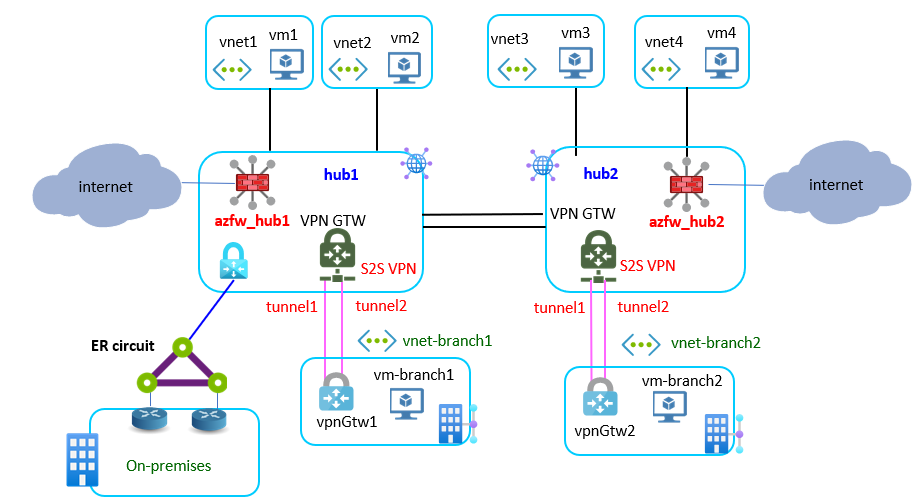 vnet1
vm1
vnet2
vm2
vnet3
vm3
vnet4
vm4
internet
hub1
azfw_hub1
VPN GTW
S2S VPN
hub2
VPN GTW
azfw_hub2
S2S VPN
internet
tunnel1
tunnel2
tunnel1
tunnel2
ER circuit
vnet-branch1
vnet-branch2
vm-branch1
vpnGtw1
vm-branch2
vpnGtw2
On-premises